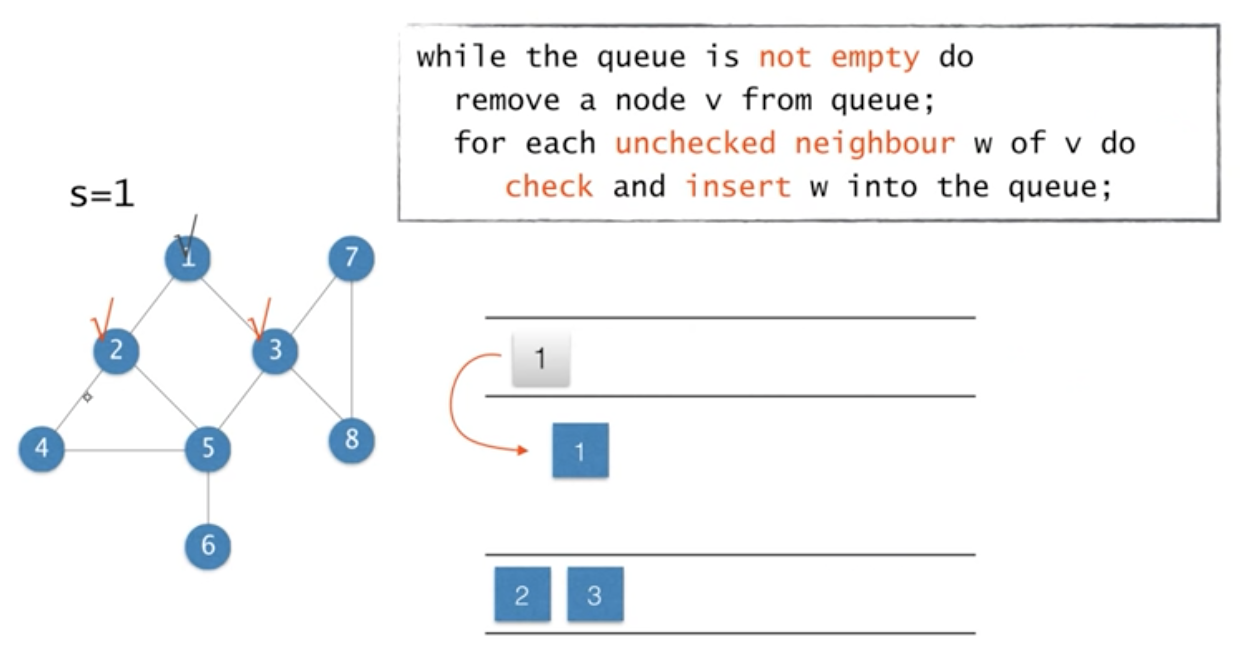 while the queue is not empty do
remove a node v from queue;
for each unchecked neighbour w of v do
check and insert w into the queue;
s=1
1
7
2
3
4
5
8
6
1
1
2 3